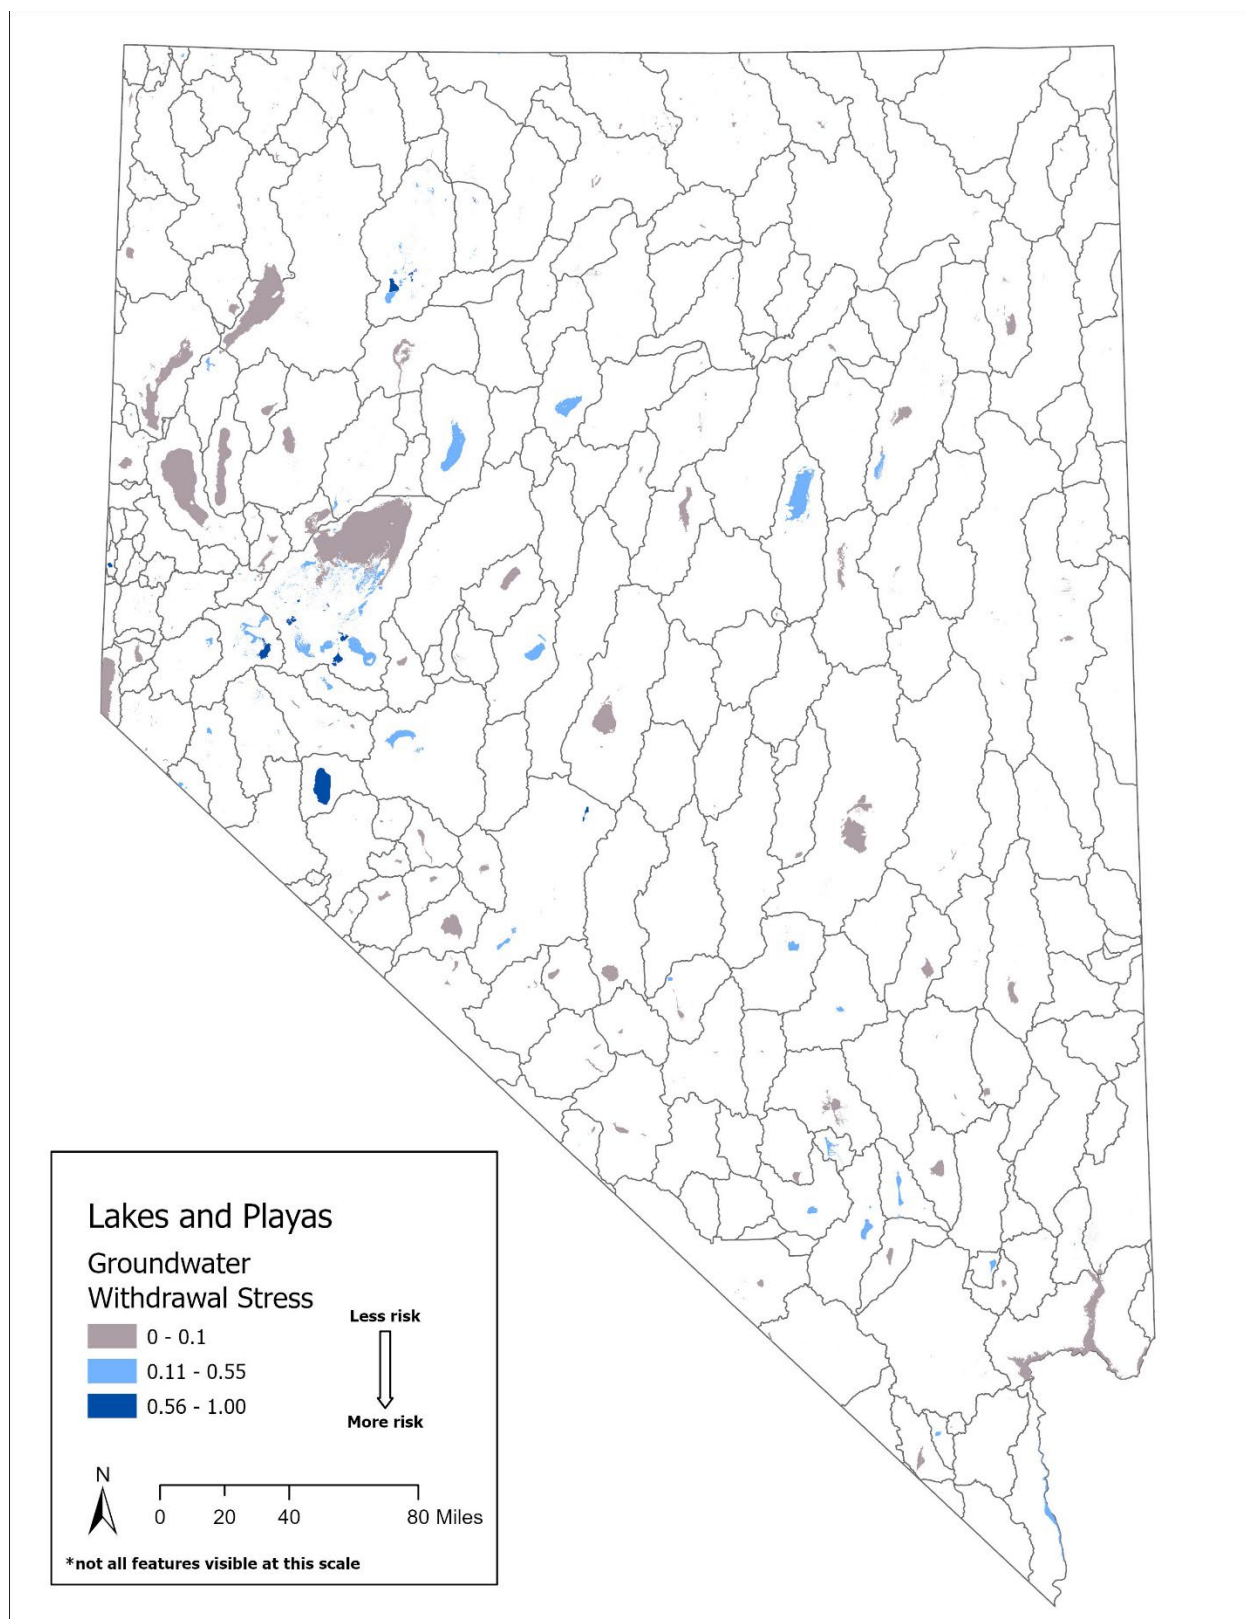 Lakes and Playas
Groundwater
Withdrawal Stress
0 - 0.1
0.11 - 0.55
0.56 - 1.00
Less risk
More risk
N
0 20 40 80 Miles
*not all features visible at this scale